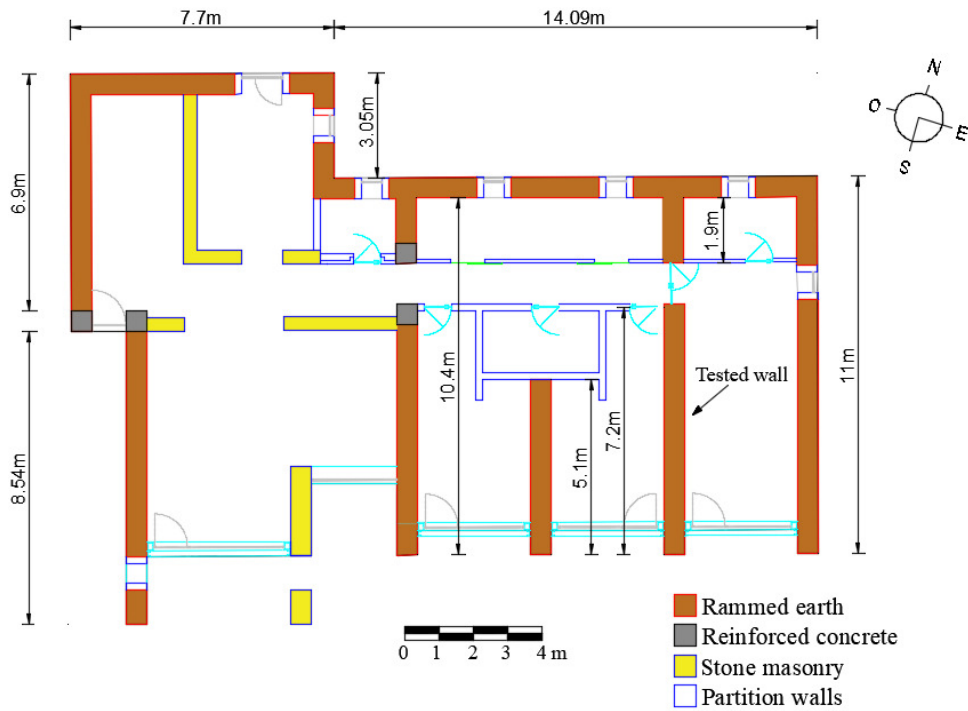 7.7m
14.09m
N
O
E
S
3.05m
6.9m
1.9m
11m
10.4m
7.2m
Tested wall
5.1m
8.54m
Rammed earth
Reinforced concrete
Stone masonry
Partition walls
0 1 2 3 4 m